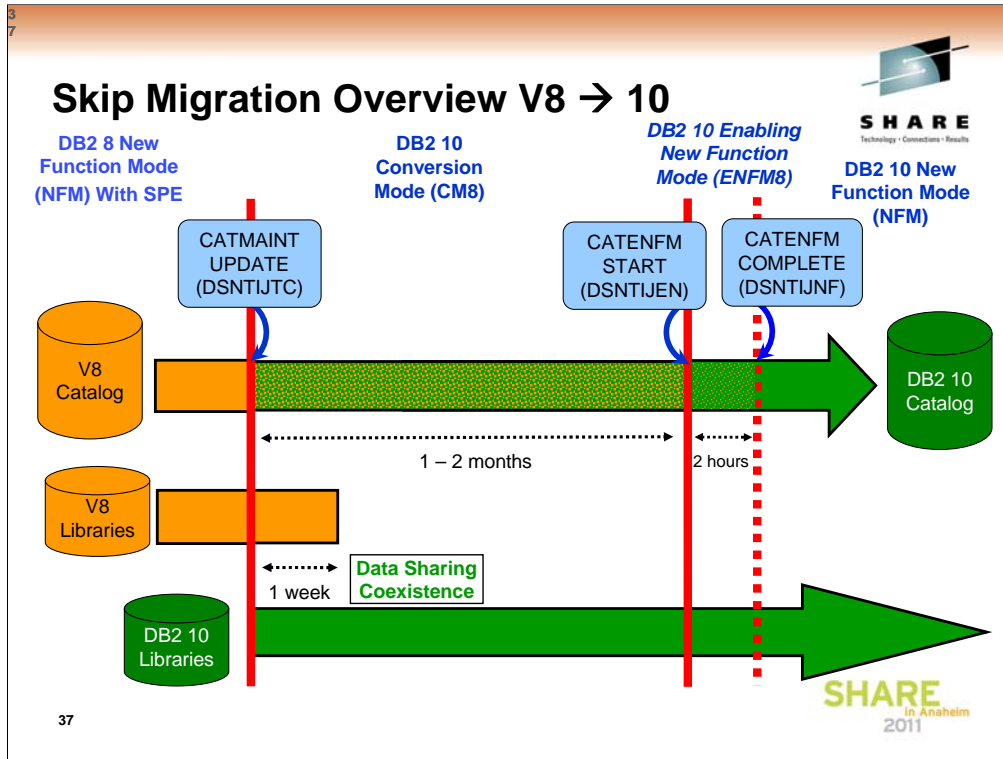 3
7
Skip Migration Overview V8 → 10
SHARE
Technology · Connections · Results
DB2 8 New
Function Mode
(NFM) With SPE
DB2 10
Conversion
Mode (CM8)
DB2 10 Enabling
New Function
Mode (ENFM8)
DB2 10 New
Function Mode
(NFM)
CATMAINT
UPDATE
(DSNTIJTC)
CATENFM
START
(DSNTIJEN)
CATENFM
COMPLETE
(DSNTIJNF)
V8
Catalog
DB2 10
Catalog
1 – 2 months
2 hours
V8
Libraries
1 week
Data Sharing
Coexistence
DB2 10
Libraries
37
SHARE
in Anaheim
2011